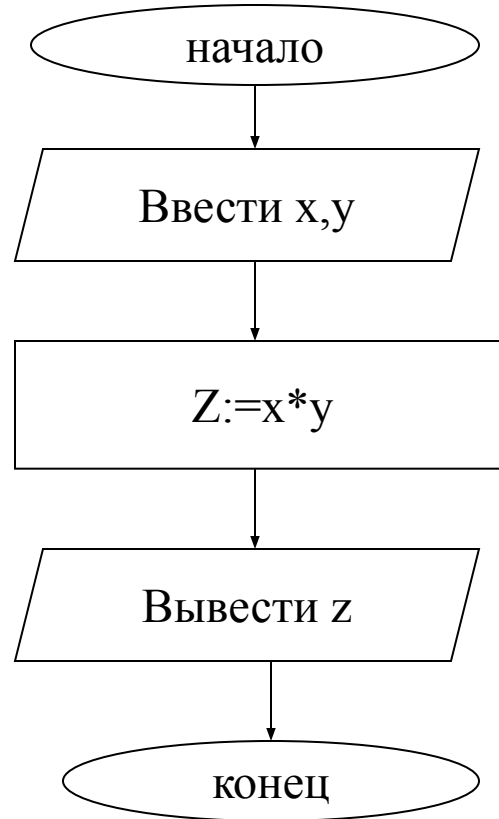 начало
Ввести x,y
Z:=x*y
Вывести z
конец